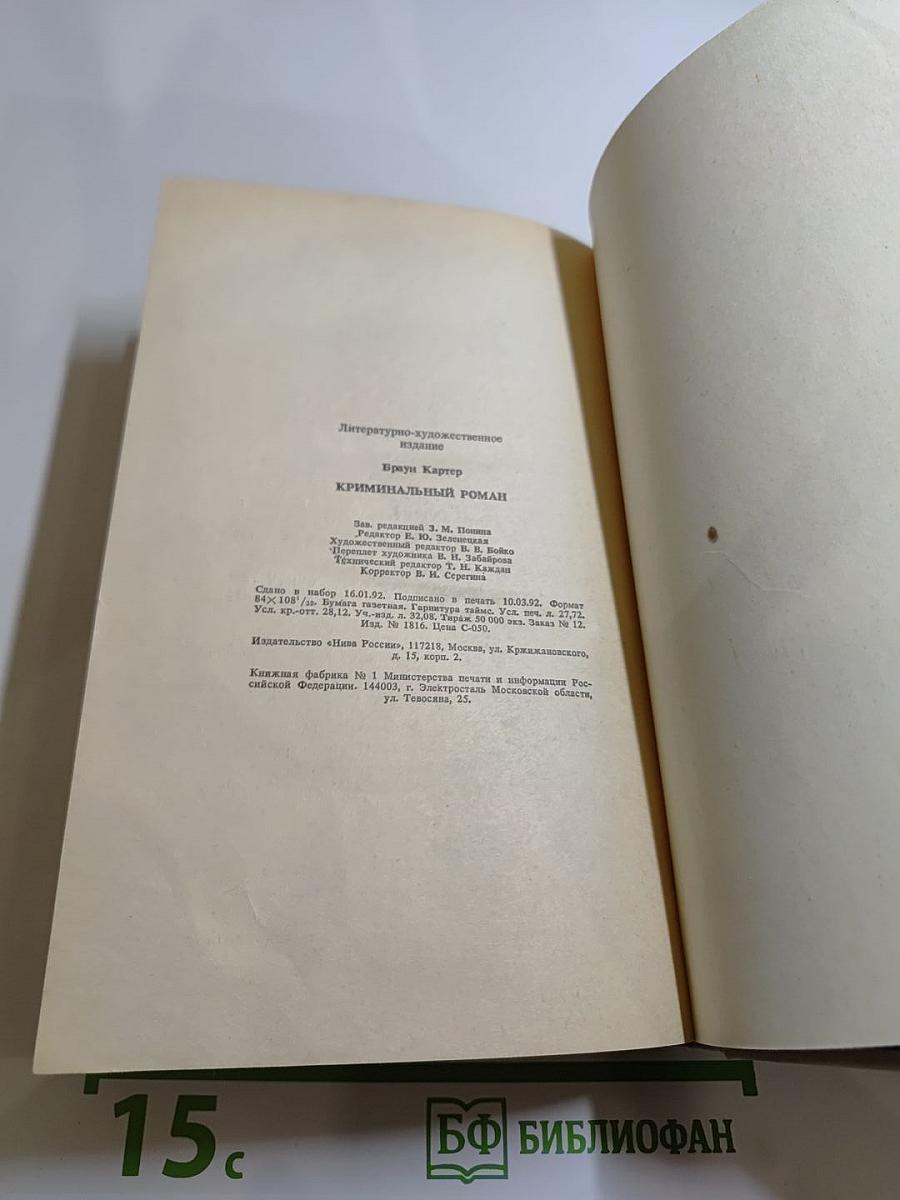 Литературно-художественное
издание
Браун Картер
КРИМИНАЛЬНЫЙ РОМАН
Зав. редакцией З. М. Понина
Редактор Е. Ю. Зеленецкая
Художественный редактор В. В. Бойко
Переплет художника В. Н. Забайрова
Технический редактор Т. Н. Каждан
Корректор В. И. Серегина
Сдано в набор 16.01.92. Подписано в печать 10.03.92. Формат
84×108¹/₃₂. Бумага газетная. Гарнитура таймс. Усл. печ. л. 27,72.
Усл. кр.-отт. 28,12. Уч.-изд. л. 32,08. Тираж 50 000 экз. Заказ № 12.
Изд. № 1816. Цена С-050.
Издательство «Нива России», 117218, Москва, ул. Кржижановского,
д. 15, корп. 2.
Книжная фабрика № 1 Министерства печати и информации Рос-
сийской Федерации. 144003, г. Электросталь Московской области,
ул. Тевосяна, 25.
15 с
БФ БИБЛИОФАН